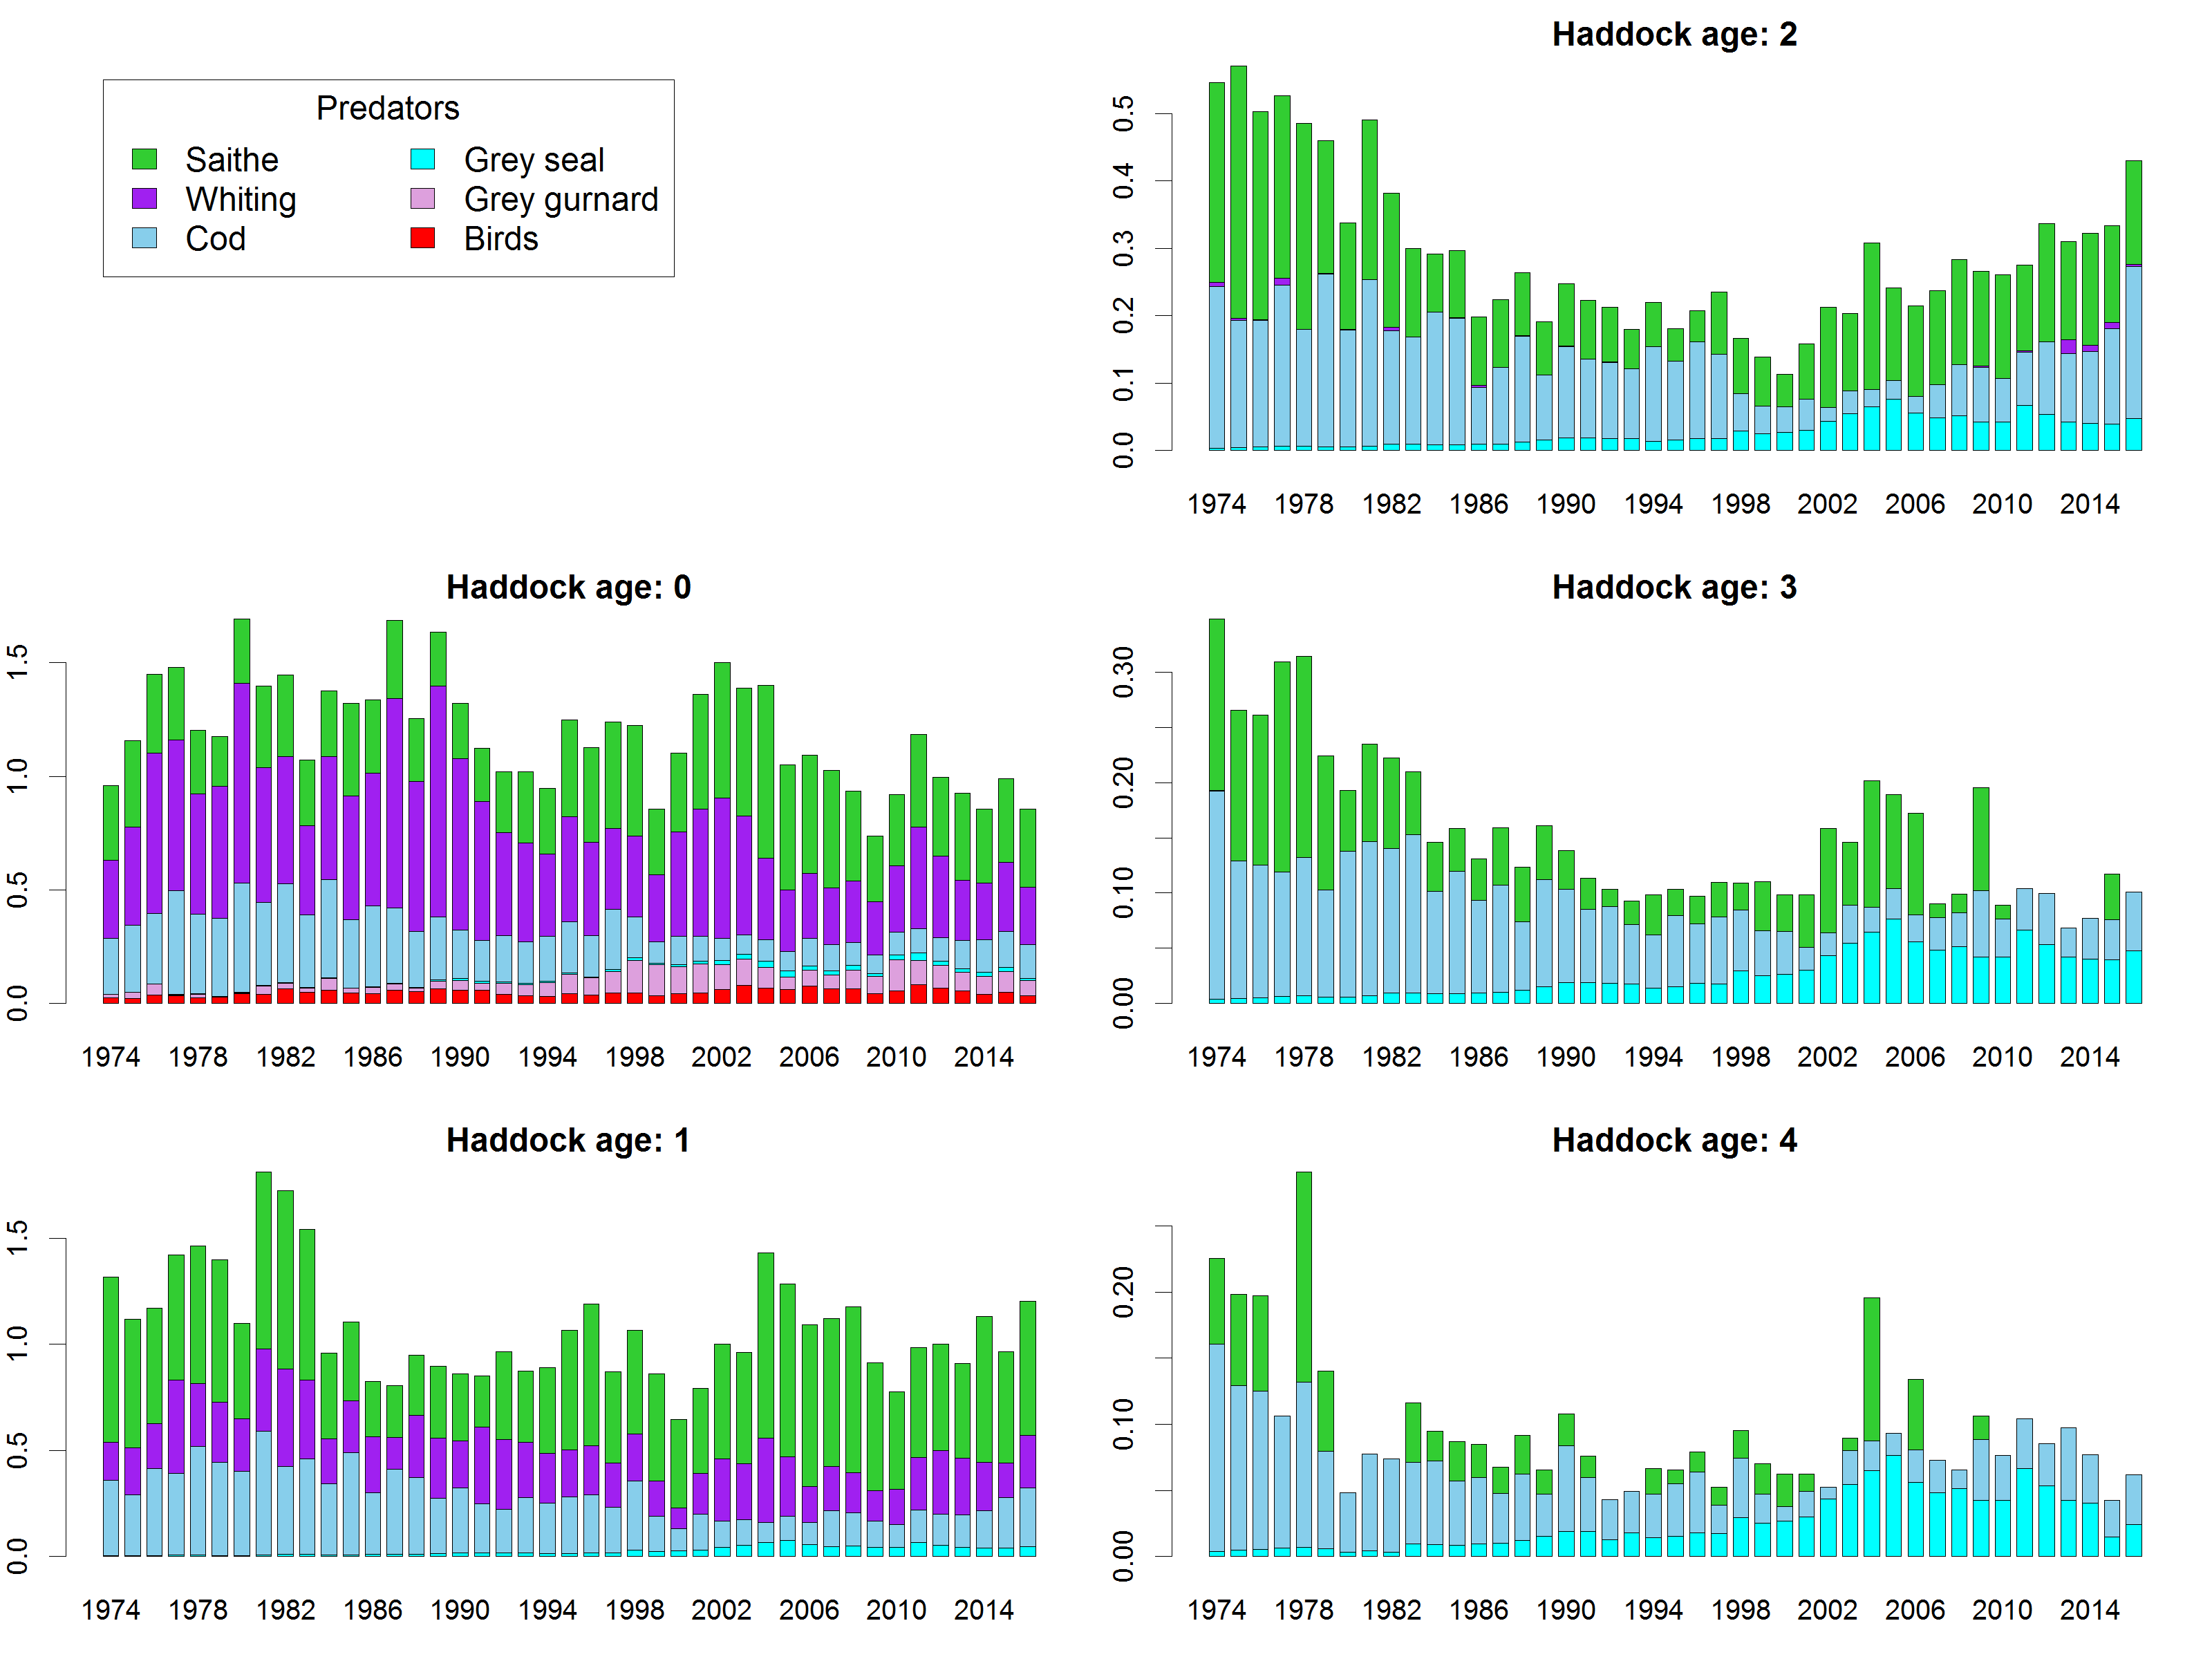 Predators
Saithe Grey seal
Whiting Grey gurnard
Cod Birds
Haddock age: 2
0.0 0.1 0.2 0.3 0.4 0.5
1974 1978 1982 1986 1990 1994 1998 2002 2006 2010 2014
Haddock age: 0
0.0 0.5 1.0 1.5
1974 1978 1982 1986 1990 1994 1998 2002 2006 2010 2014
Haddock age: 3
0.00 0.10 0.20 0.30
1974 1978 1982 1986 1990 1994 1998 2002 2006 2010 2014
Haddock age: 1
0.0 0.5 1.0 1.5
1974 1978 1982 1986 1990 1994 1998 2002 2006 2010 2014
Haddock age: 4
0.00 0.10 0.20
1974 1978 1982 1986 1990 1994 1998 2002 2006 2010 2014